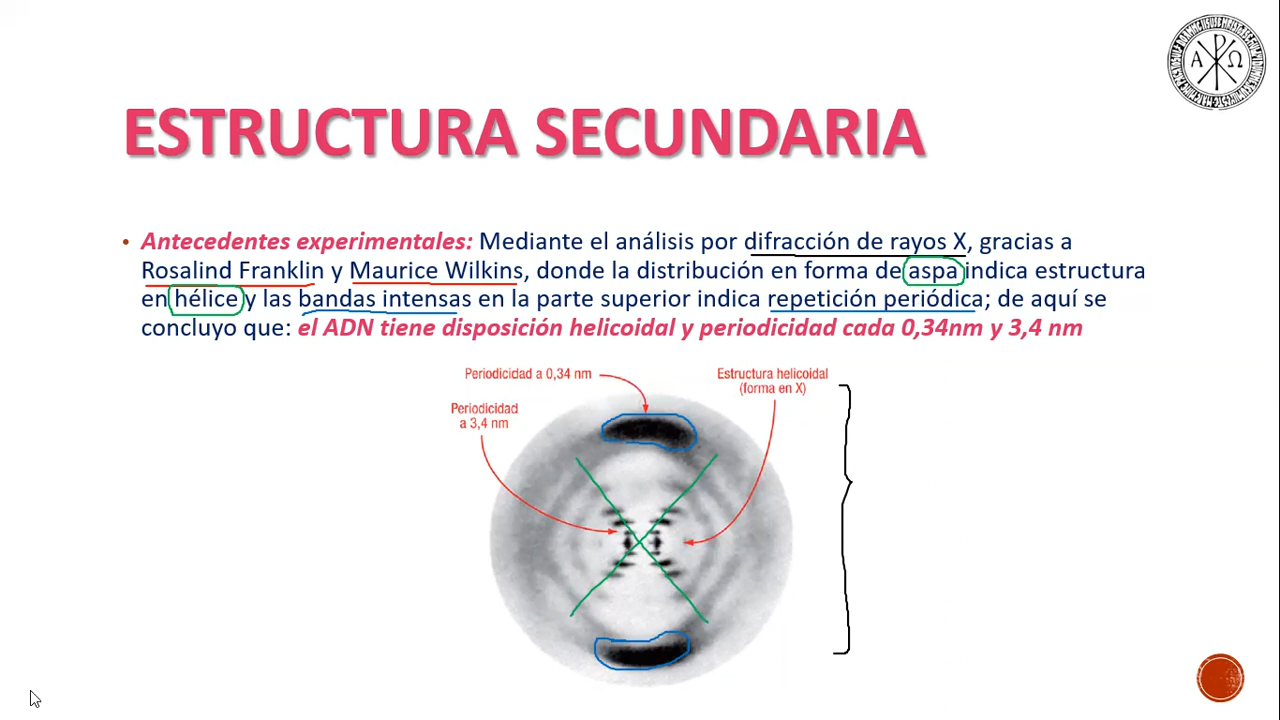 ESTRUCTURA SECUNDARIA
• Antecedentes experimentales: Mediante el análisis por difracción de rayos X, gracias a
Rosalind Franklin y Maurice Wilkins, donde la distribución en forma de aspa indica estructura
en hélice y las bandas intensas en la parte superior indica repetición periódica; de aquí se
concluyo que: el ADN tiene disposición helicoidal y periodicidad cada 0,34nm y 3,4 nm
Periodicidad a 0,34 nm
Estructura helicoidal
(forma en X)
Periodicidad
a 3,4 nm
Α Ω